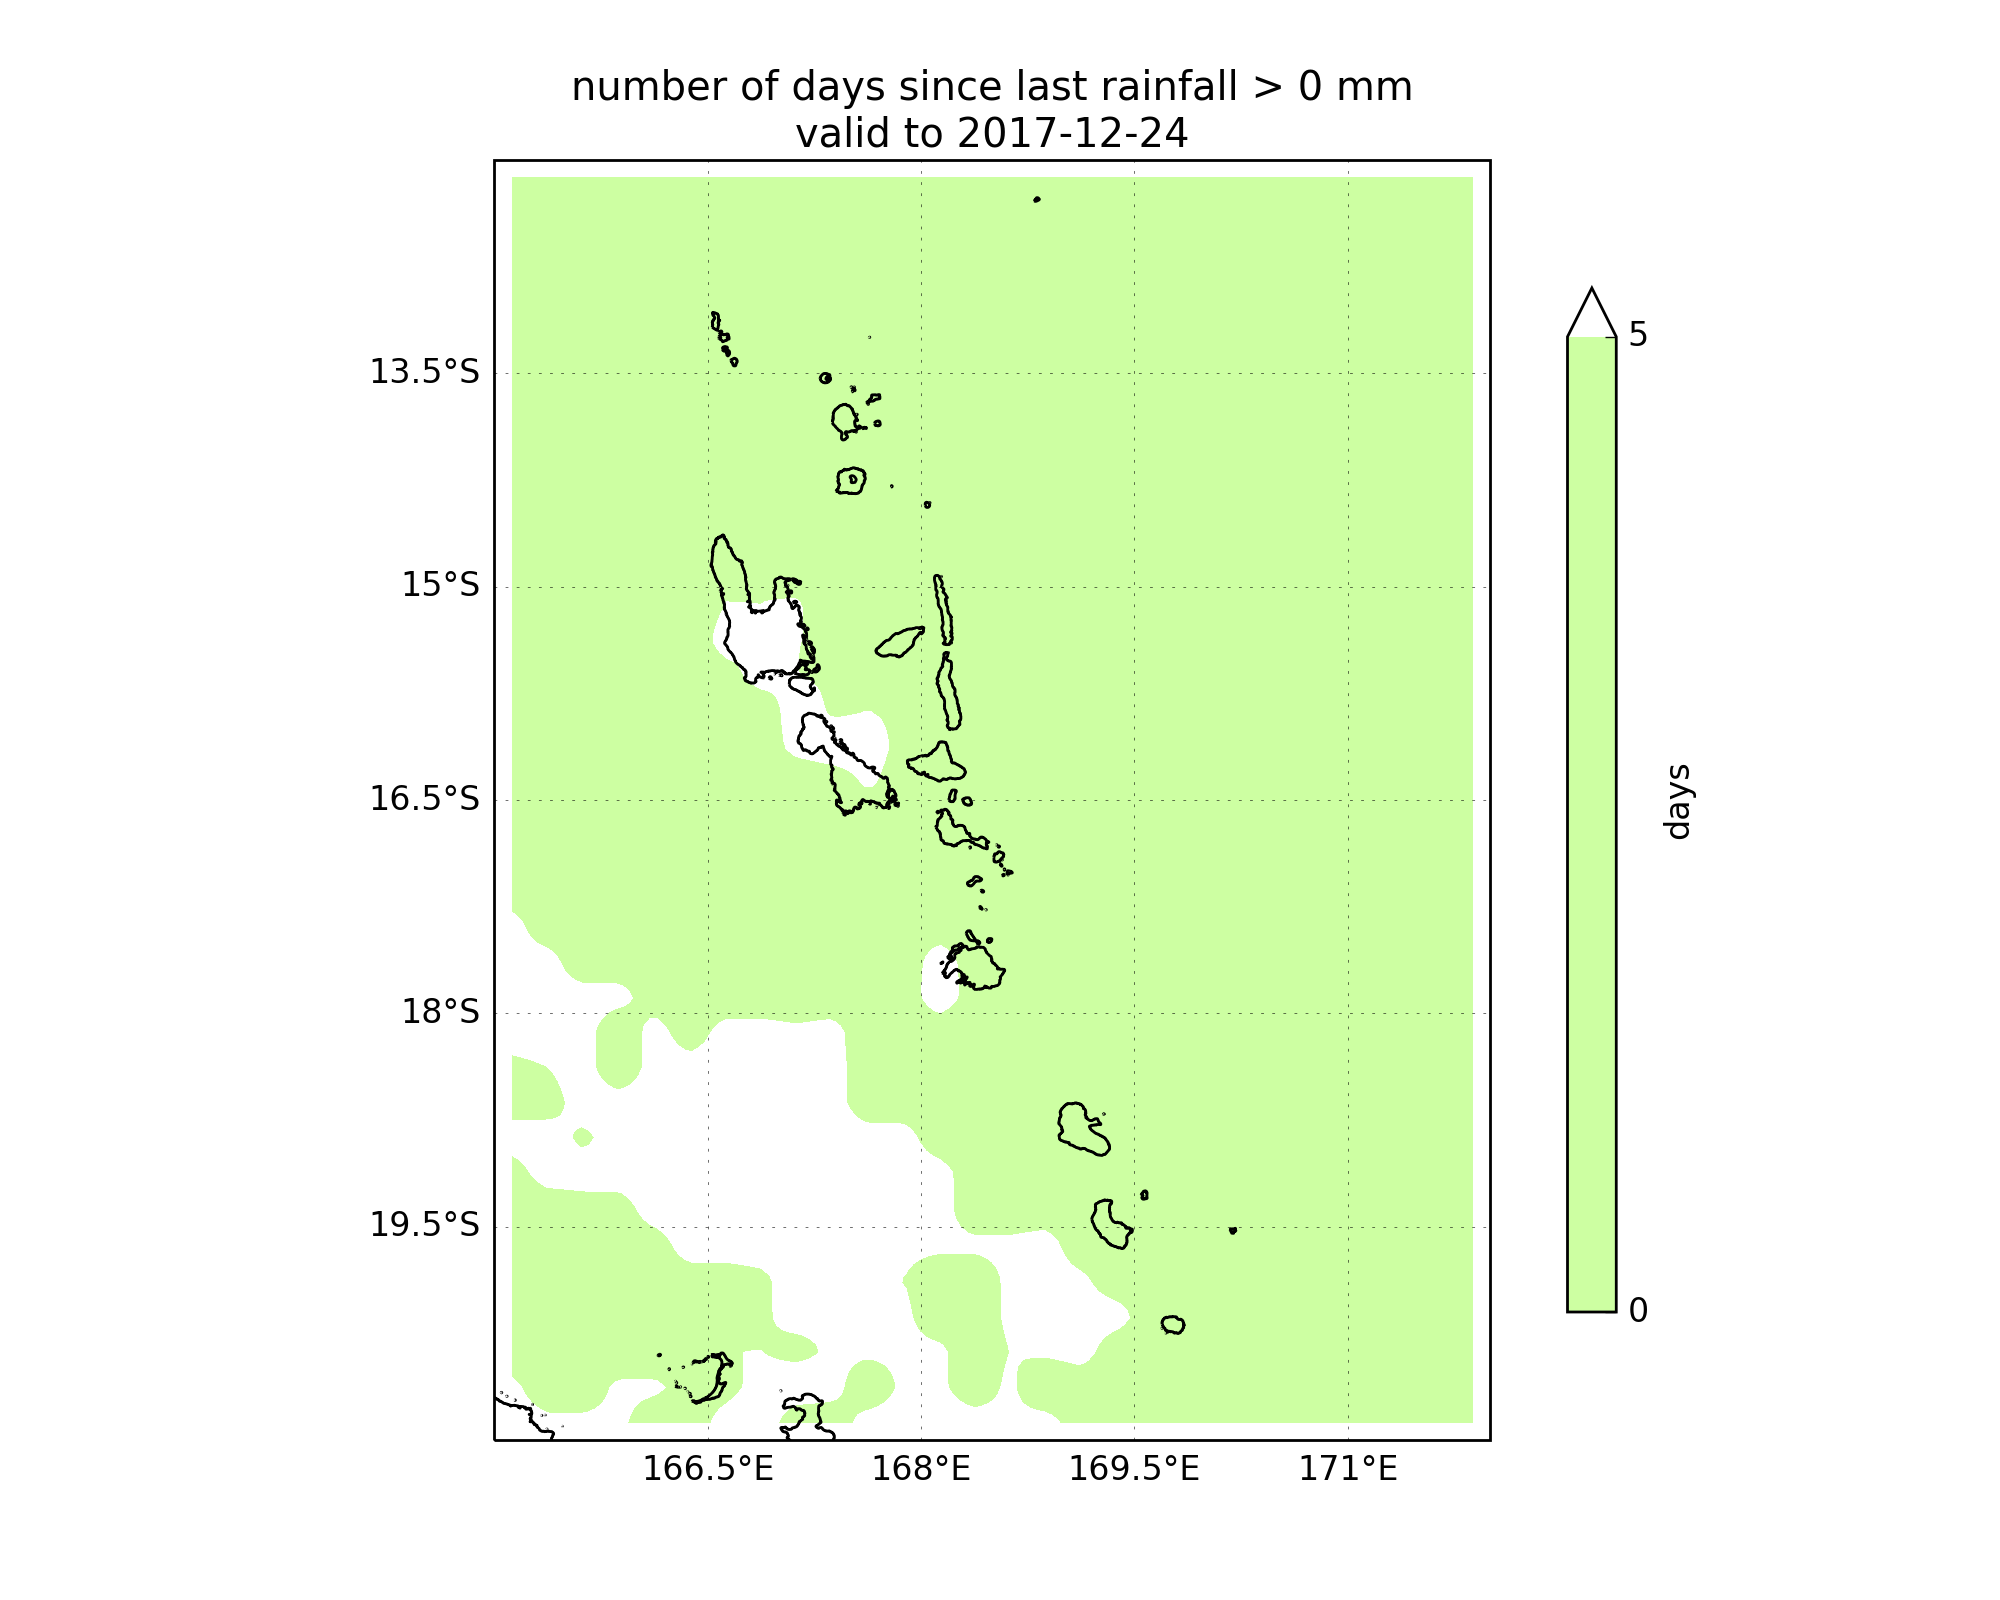 number of days since last rainfall > 0 mm
valid to 2017-12-24
13.5°S
15°S
16.5°S
18°S
19.5°S
166.5°E
168°E
169.5°E
171°E
5
0
days